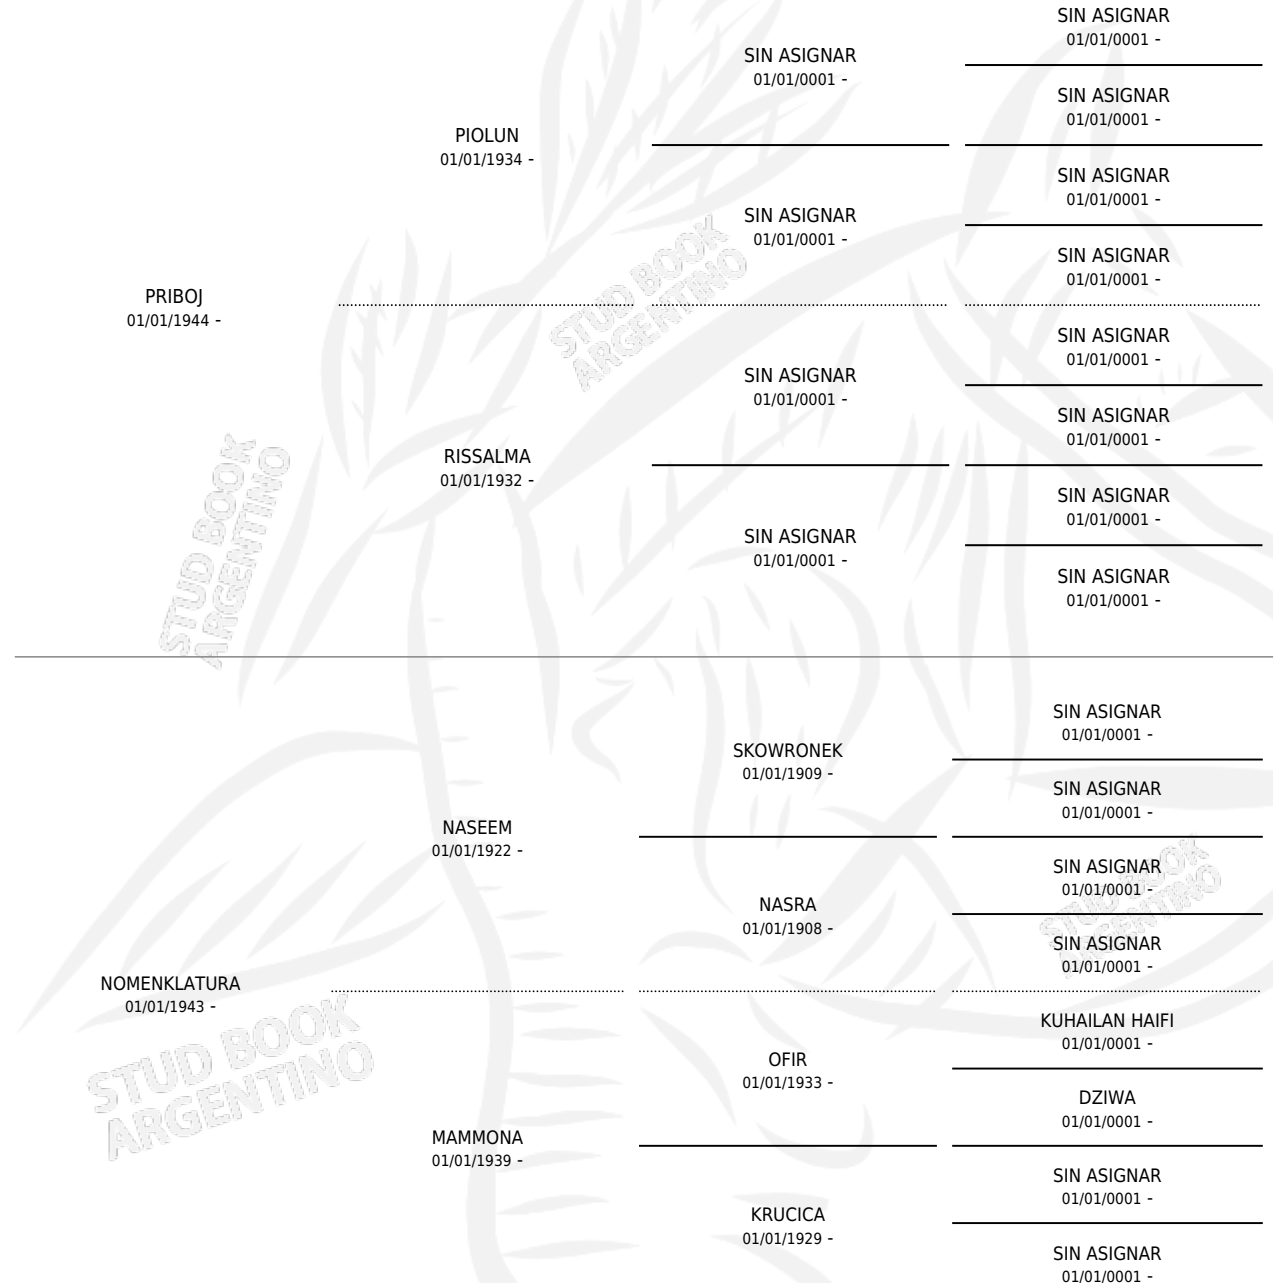 SIN ASIGNAR
01/01/0001 -
SIN ASIGNAR
01/01/0001 -
SIN ASIGNAR
01/01/0001 -
PIOLUN
01/01/1934 -
SIN ASIGNAR
01/01/0001 -
SIN ASIGNAR
01/01/0001 -
SIN ASIGNAR
01/01/0001 -
STUD BOOK
ARGENTINO
PRIBOJ
01/01/1944 -
SIN ASIGNAR
01/01/0001 -
SIN ASIGNAR
01/01/0001 -
SIN ASIGNAR
01/01/0001 -
RISSALMA
01/01/1932 -
SIN ASIGNAR
01/01/0001 -
SIN ASIGNAR
01/01/0001 -
SIN ASIGNAR
01/01/0001 -
STUD BOOK
ARGENTINO
SIN ASIGNAR
01/01/0001 -
SKOWRONEK
01/01/1909 -
SIN ASIGNAR
01/01/0001 -
NASEEM
01/01/1922 -
SIN ASIGNAR
01/01/0001 -
NASRA
01/01/1908 -
SIN ASIGNAR
01/01/0001 -
STUD BOOK
ARGENTINO
NOMENKLATURA
01/01/1943 -
KUHAILAN HAIFI
01/01/0001 -
OFIR
01/01/1933 -
DZIWA
01/01/0001 -
STUD BOOK
ARGENTINO
MAMMONA
01/01/1939 -
SIN ASIGNAR
01/01/0001 -
KRUCICA
01/01/1929 -
SIN ASIGNAR
01/01/0001 -